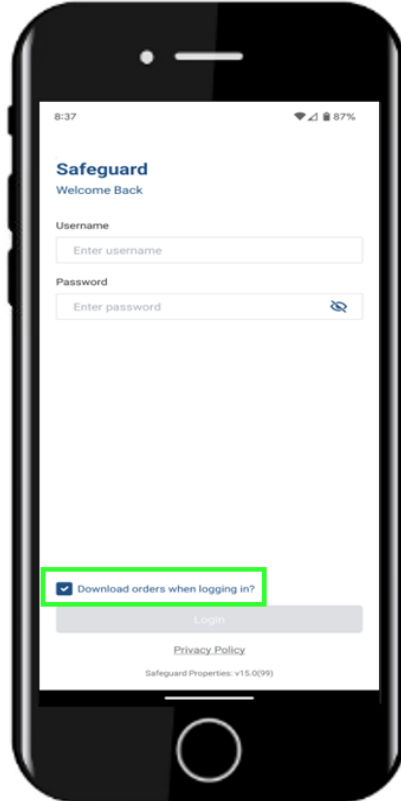 8:37
87%
Safeguard
Welcome Back
Username
Enter username
Password
Enter password
Download orders when logging in?
Login
Privacy Policy
Safeguard Properties: v15.0(99)